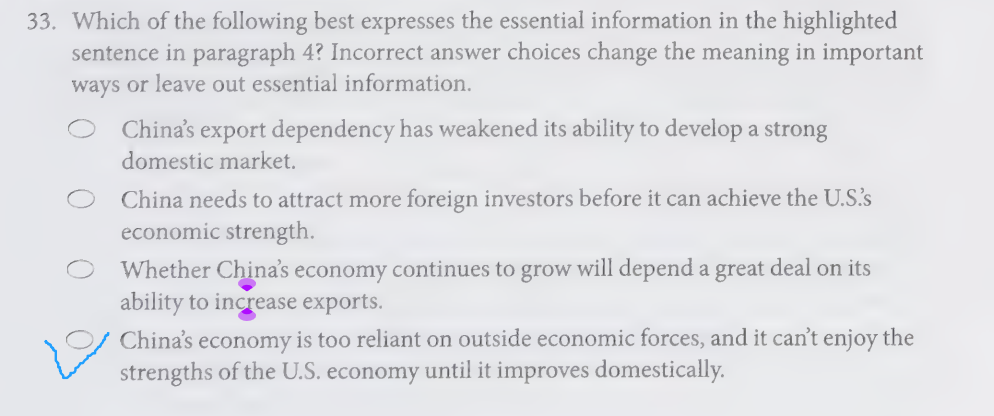 33. Which of the following best expresses the essential information in the highlighted
sentence in paragraph 4? Incorrect answer choices change the meaning in important
ways or leave out essential information.
China's export dependency has weakened its ability to develop a strong
domestic market.
China needs to attract more foreign investors before it can achieve the U.S.'s
economic strength.
Whether China's economy continues to grow will depend a great deal on its
ability to increase exports.
China's economy is too reliant on outside economic forces, and it can't enjoy the
strengths of the U.S. economy until it improves domestically.